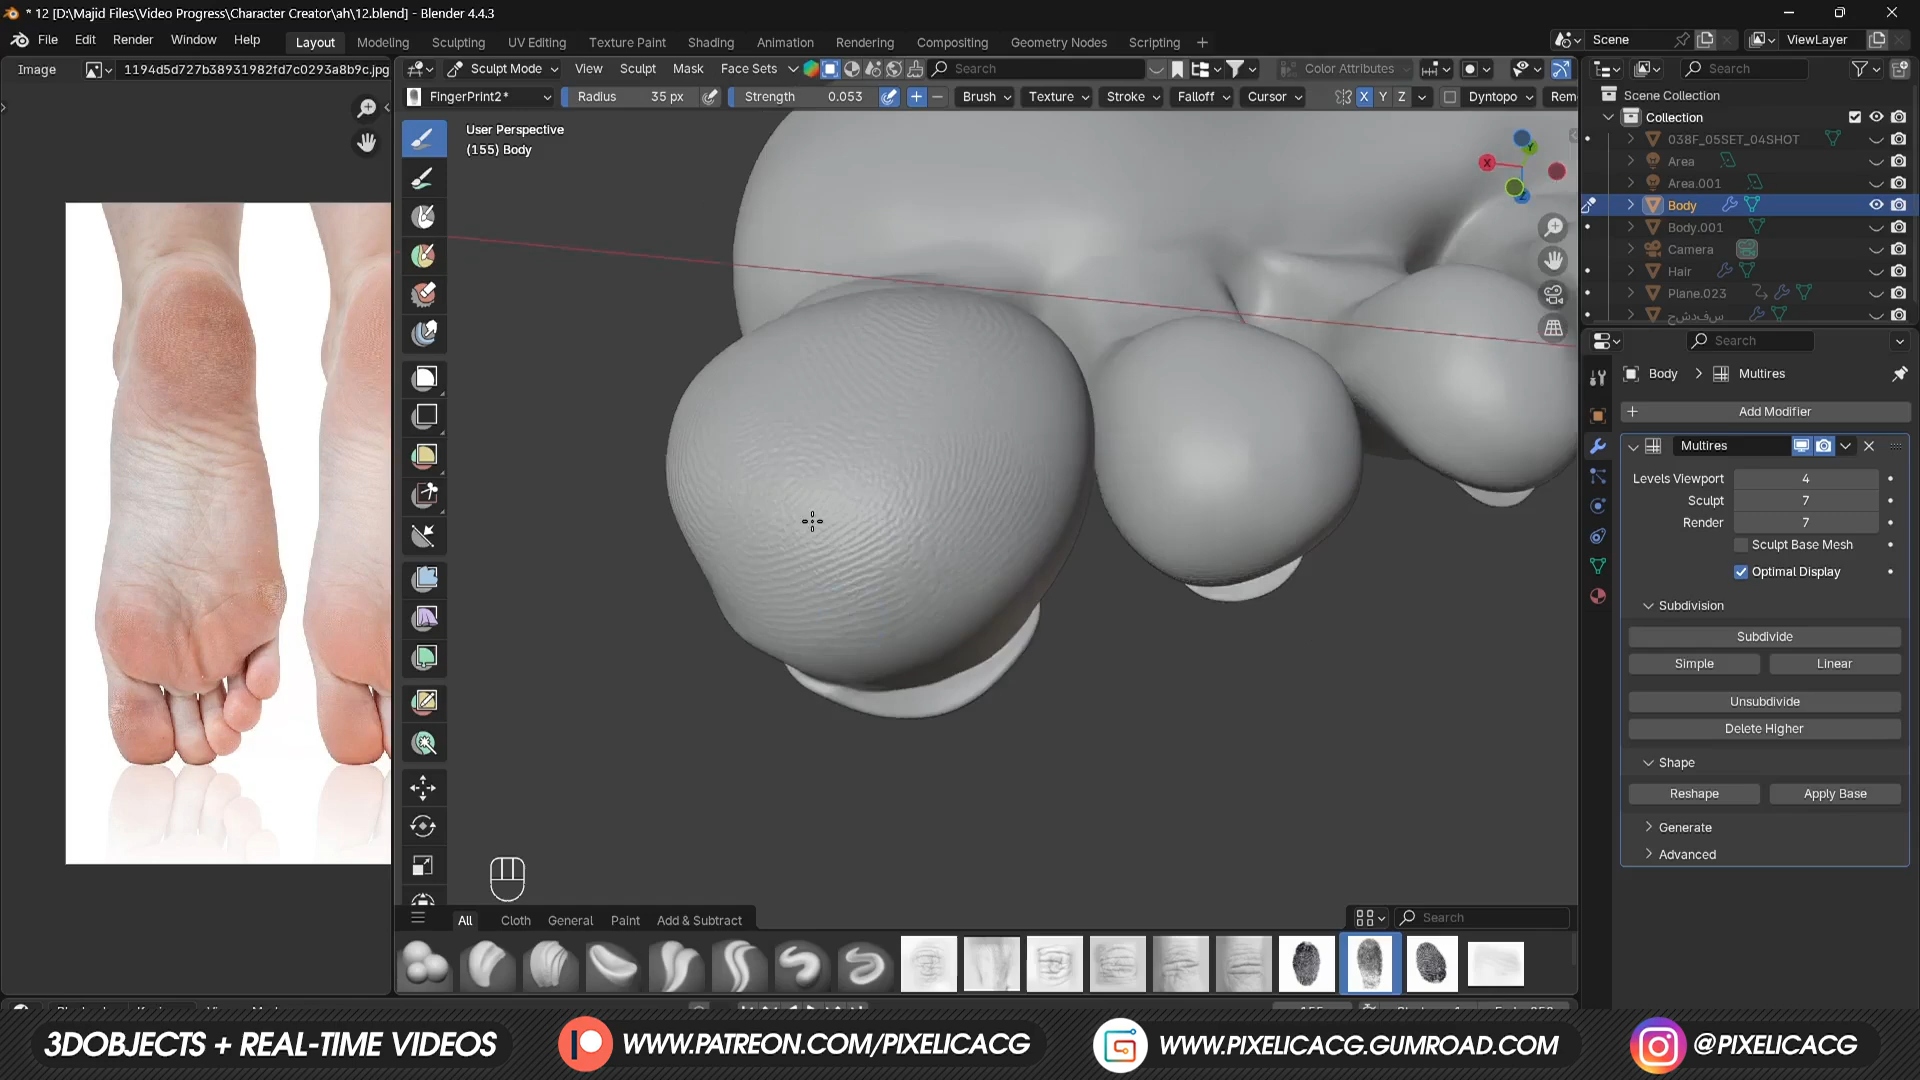 * 12 [D:\Majid Files\Video Progress\Character Creator\ah\12.blend] - Blender 4.4.3
File Edit Render Window Help Layout Modeling Sculpting UV Editing Texture Paint Shading Animation Rendering Compositing Geometry Nodes Scripting + Scene ViewLayer
Image 1194d5d727b38931982fd7c0293a8b9c.jpg Sculpt Mode View Sculpt Mask Face Sets Search Color Attributes Search
FingerPrint2* Radius 35 px Strength 0.053 Brush Texture Stroke Falloff Cursor X Y Z Dyntopo Rem
User Perspective
(155) Body
Scene Collection
Collection
038F_05SET_04SHOT
Area
Area.001
Body
Body.001
Camera
Hair
Plane.023
X
Y
Z
Search
Body > Multires
+ Add Modifier
Multires
Levels Viewport 4
Sculpt 7
Render 7
Sculpt Base Mesh
Optimal Display
Subdivision
Subdivide
Simple Linear
Unsubdivide
Delete Higher
Shape
Reshape Apply Base
Generate
Advanced
All Cloth General Paint Add & Subtract Search
3DOBJECTS + REAL-TIME VIDEOS WWW.PATREON.COM/PIXELICACG WWW.PIXELICACG.GUMROAD.COM @PIXELICACG